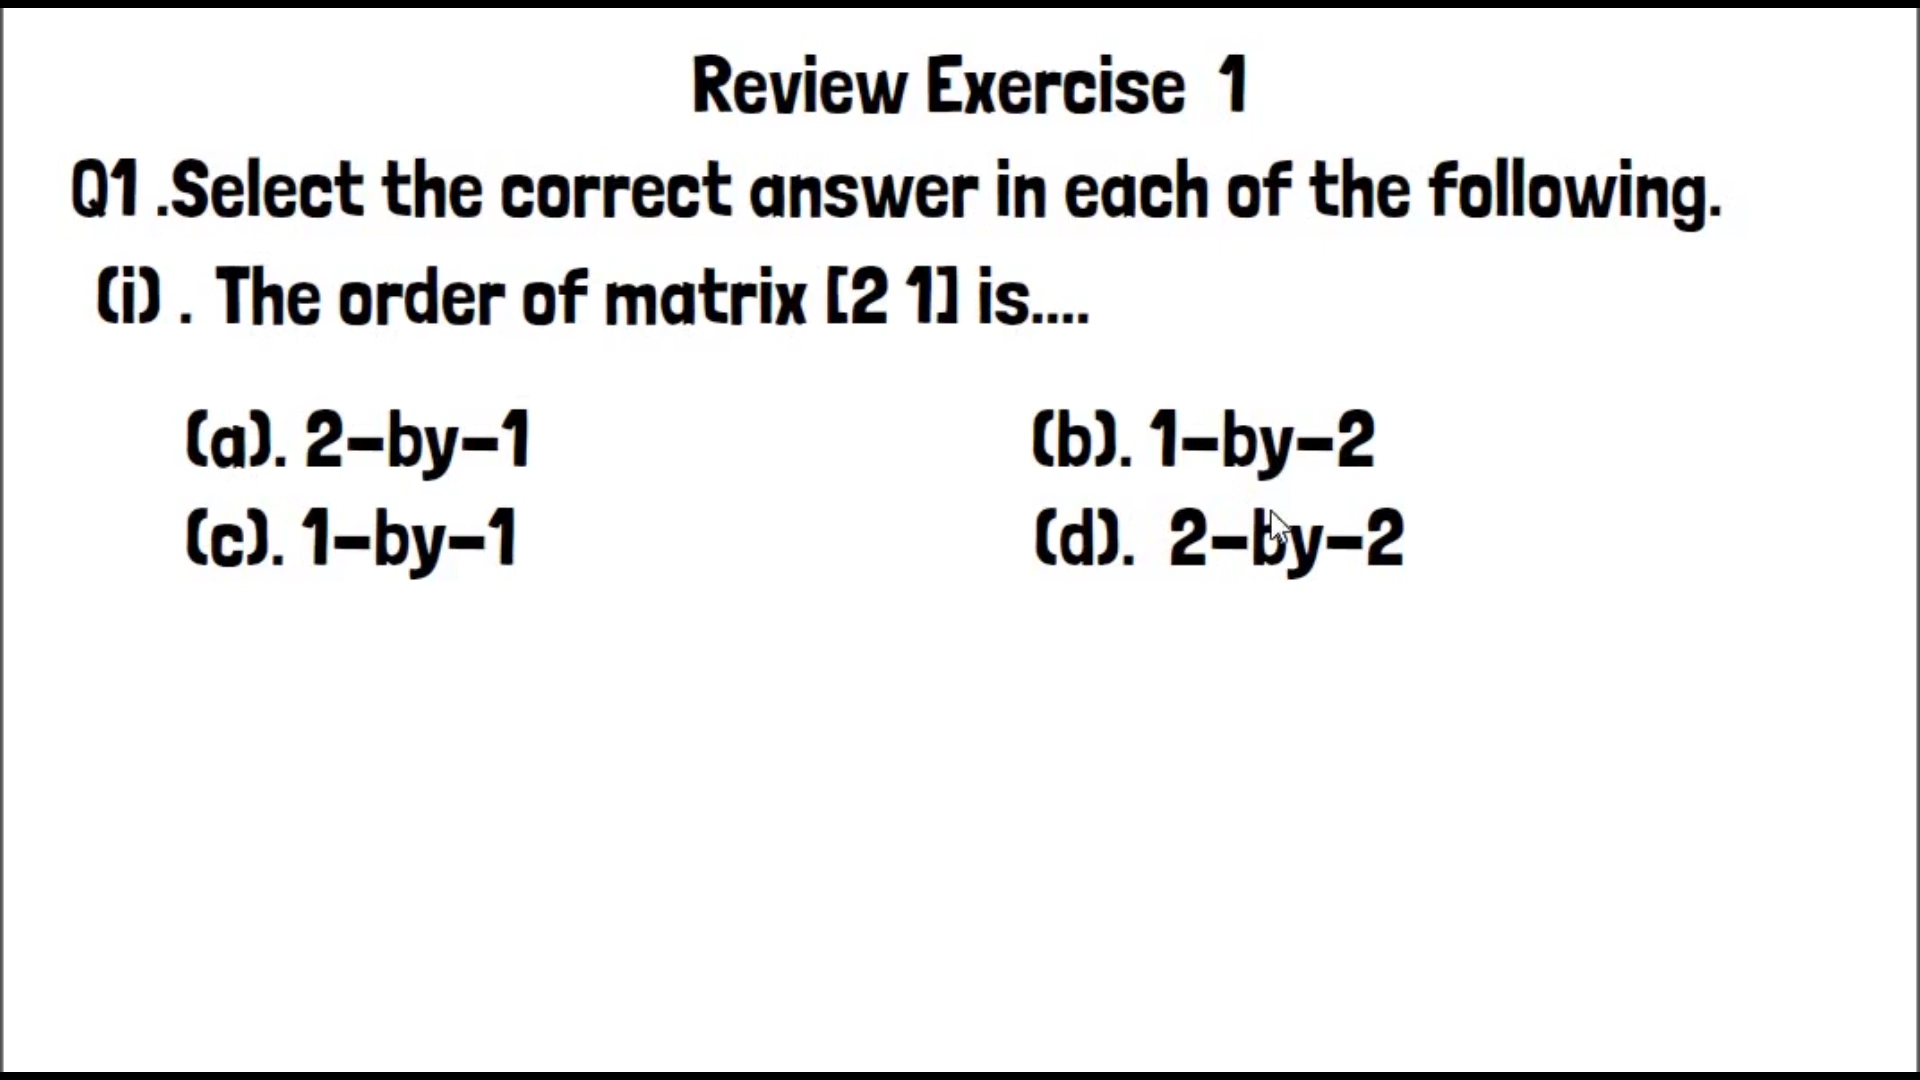 Review Exercise 1
Q1 .Select the correct answer in each of the following.
(i) . The order of matrix [2 1] is....
(a). 2-by-1 (b). 1-by-2
(c). 1-by-1 (d). 2-by-2